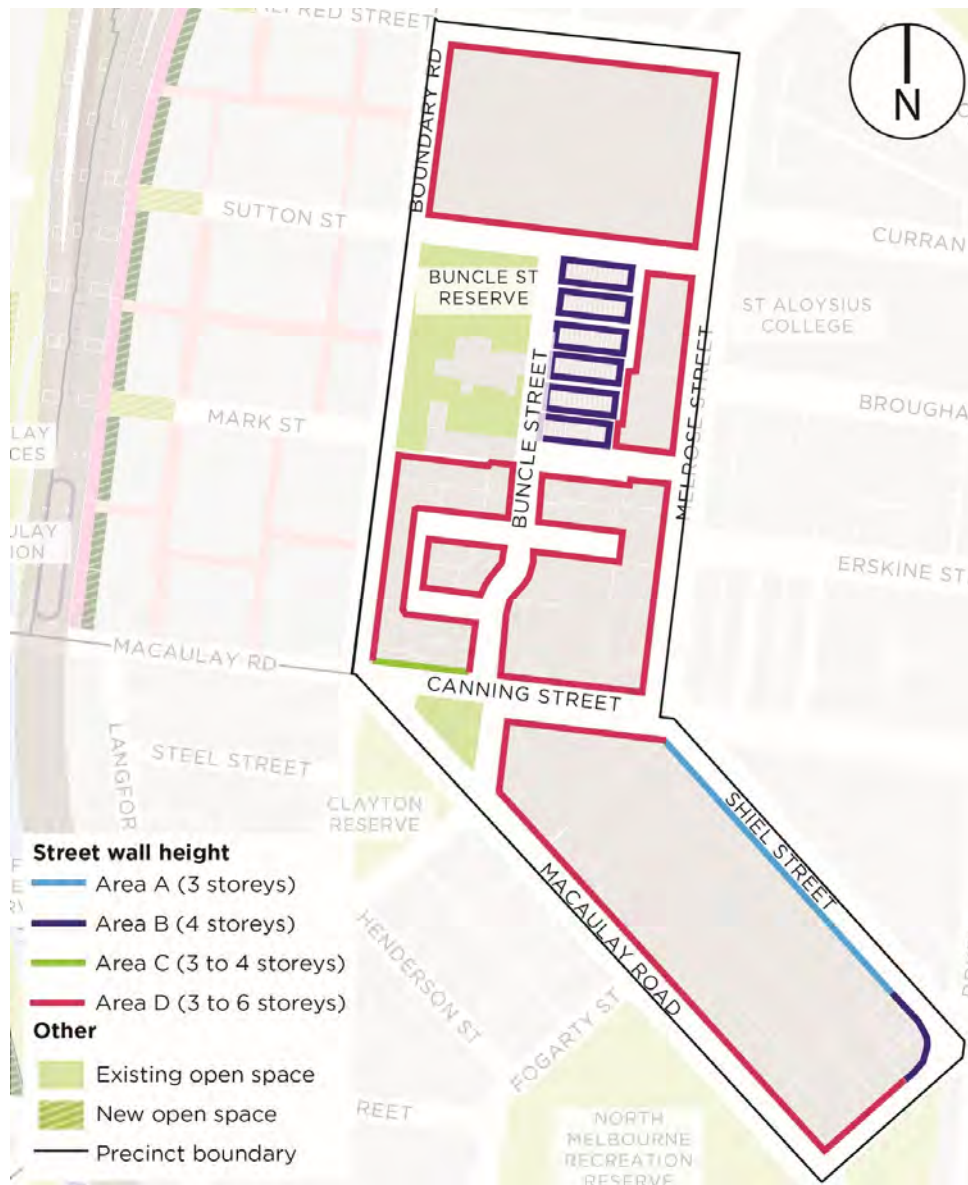 ALFRED STREET
BOUNDARY RD
N
SUTTON ST
CURRAN
BUNCLE ST
RESERVE
ST ALOYSIUS
COLLEGE
BUNCLE STREET
MELROSE STREET
MARK ST
BROUGHA
LAY
CES
ULAY
ION
ERSKINE ST
MACAULAY RD
CANNING STREET
LANGFOR
STEEL STREET
CLAYTON
RESERVE
SHIEL STREET
MACAULAY ROAD
HENDERSON ST
FOGARTY ST
REET
NORTH
MELBOURNE
RECREATION
RESERVE
Street wall height
Area A (3 storeys)
Area B (4 storeys)
Area C (3 to 4 storeys)
Area D (3 to 6 storeys)
Other
Existing open space
New open space
Precinct boundary